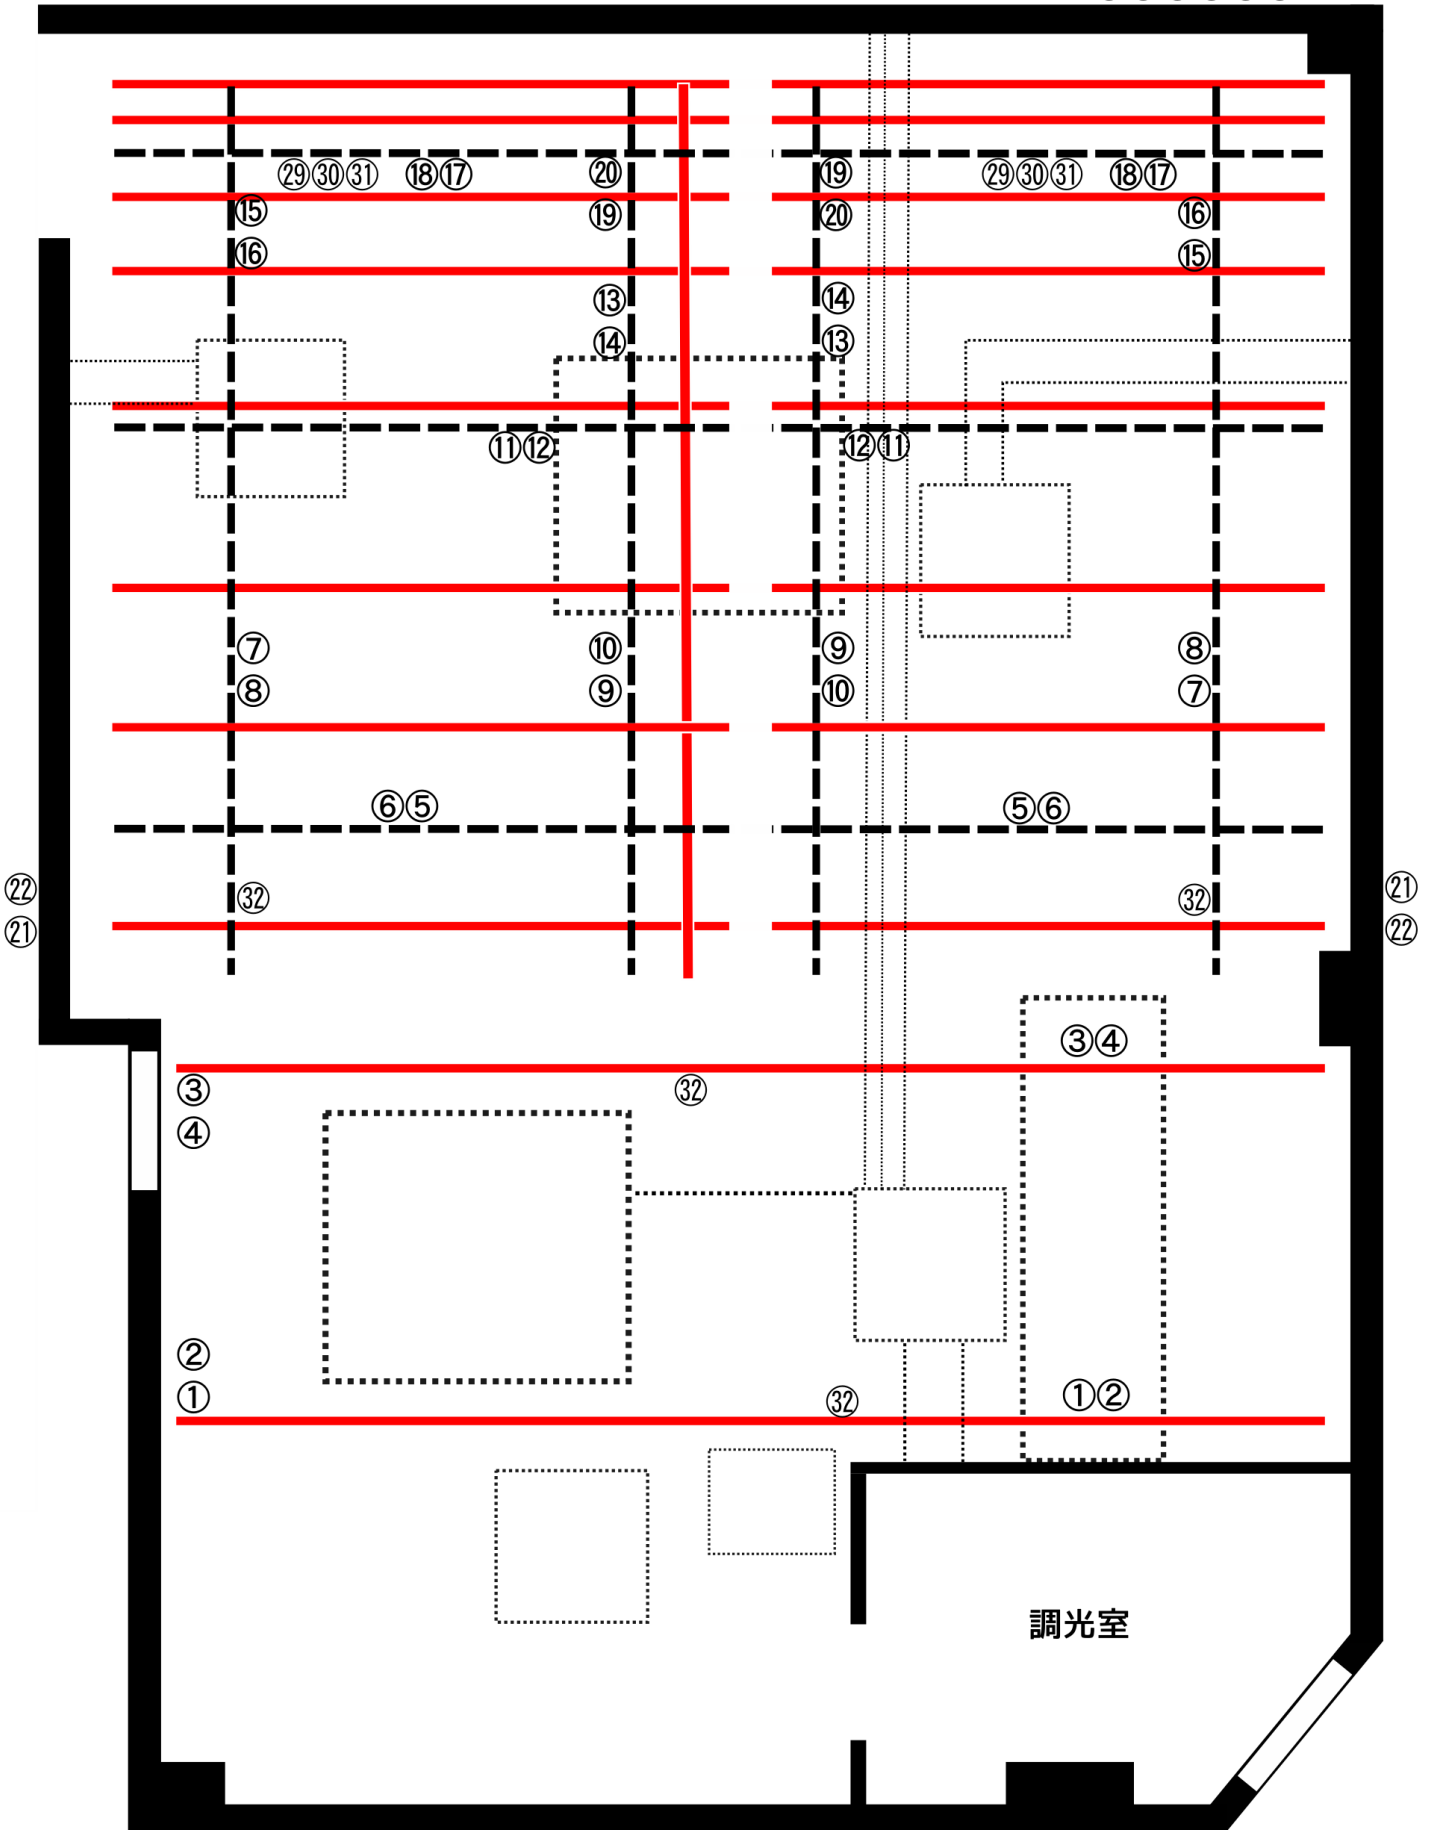 ㉙㉚㉛ ⑱⑰ ⑳ ⑲ ㉙㉚㉛ ⑱⑰
⑮ ⑲ ⑳ ⑯
⑯ ⑮
⑬ ⑭
⑭ ⑬
⑪⑫ ⑫⑪
⑦ ⑩ ⑨ ⑧
⑧ ⑨ ⑩ ⑦
⑥⑤ ⑤⑥
㉒ ㉜ ㉜ ㉑
㉑ ㉒
③④
③ ㉜
④
②
① ㉜ ①②
調光室